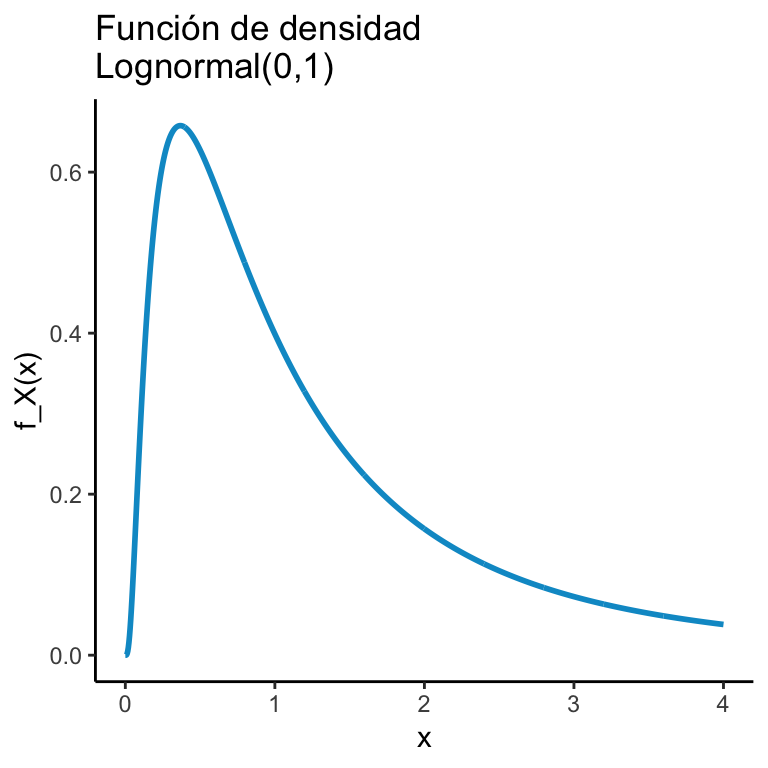 Función de densidad
Lognormal(0,1)
f_X(x)
0.6
0.4
0.2
0.0
0 1 2 3 4
x